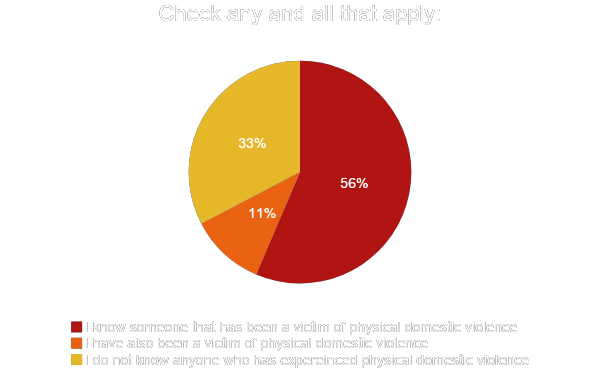 Check any and all that apply:
33%
56%
11%
I know someone that has been a victim of physical domestic violence
I have also been a victim of physical domestic violence
I do not know anyone who has expereinced physical domestic violence